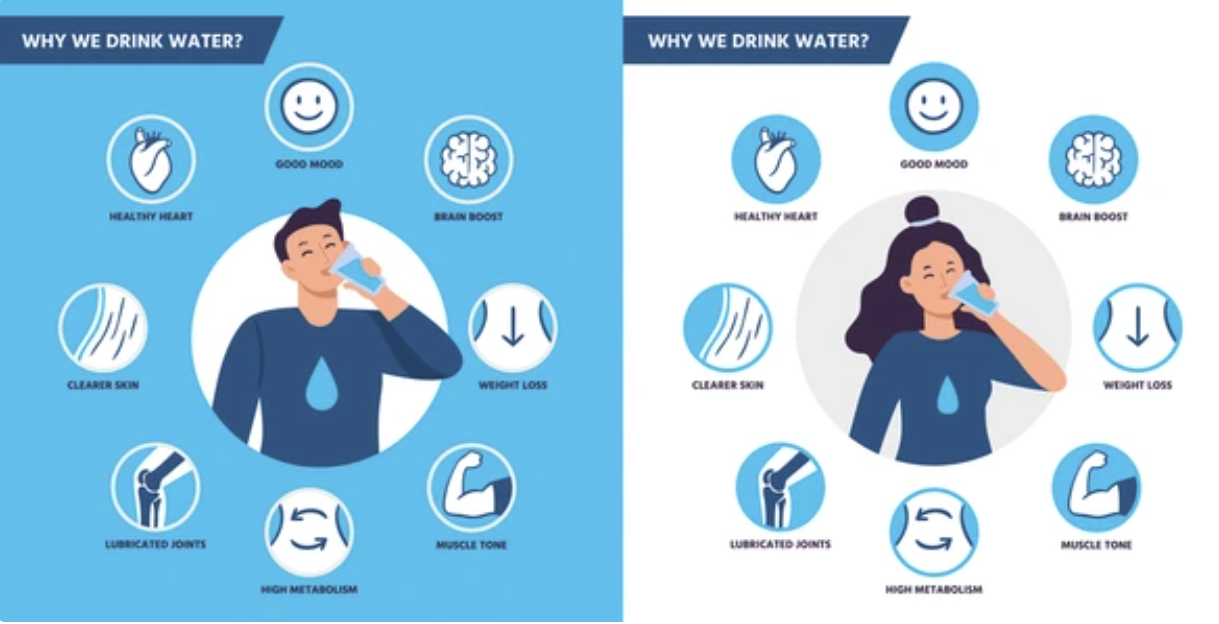 WHY WE DRINK WATER?
GOOD MOOD
HEALTHY HEART
BRAIN BOOST
CLEARER SKIN
WEIGHT LOSS
LUBRICATED JOINTS
MUSCLE TONE
HIGH METABOLISM
WHY WE DRINK WATER?
GOOD MOOD
HEALTHY HEART
BRAIN BOOST
CLEARER SKIN
WEIGHT LOSS
LUBRICATED JOINTS
MUSCLE TONE
HIGH METABOLISM